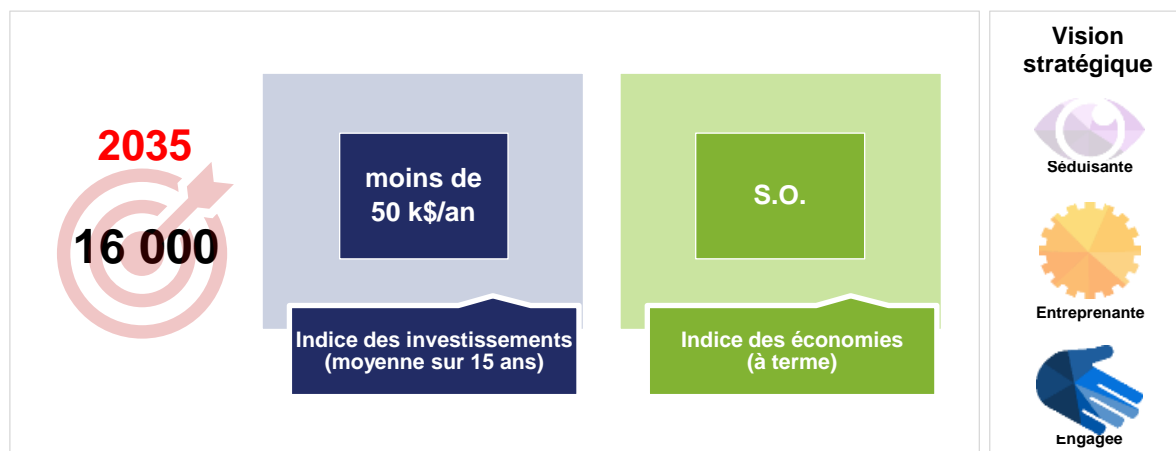 2035
16 000
moins de
50 k$/an
Indice des investissements
(moyenne sur 15 ans)
S.O.
Indice des économies
(à terme)
Vision
stratégique
Séduisante
Entreprenante
Engagée